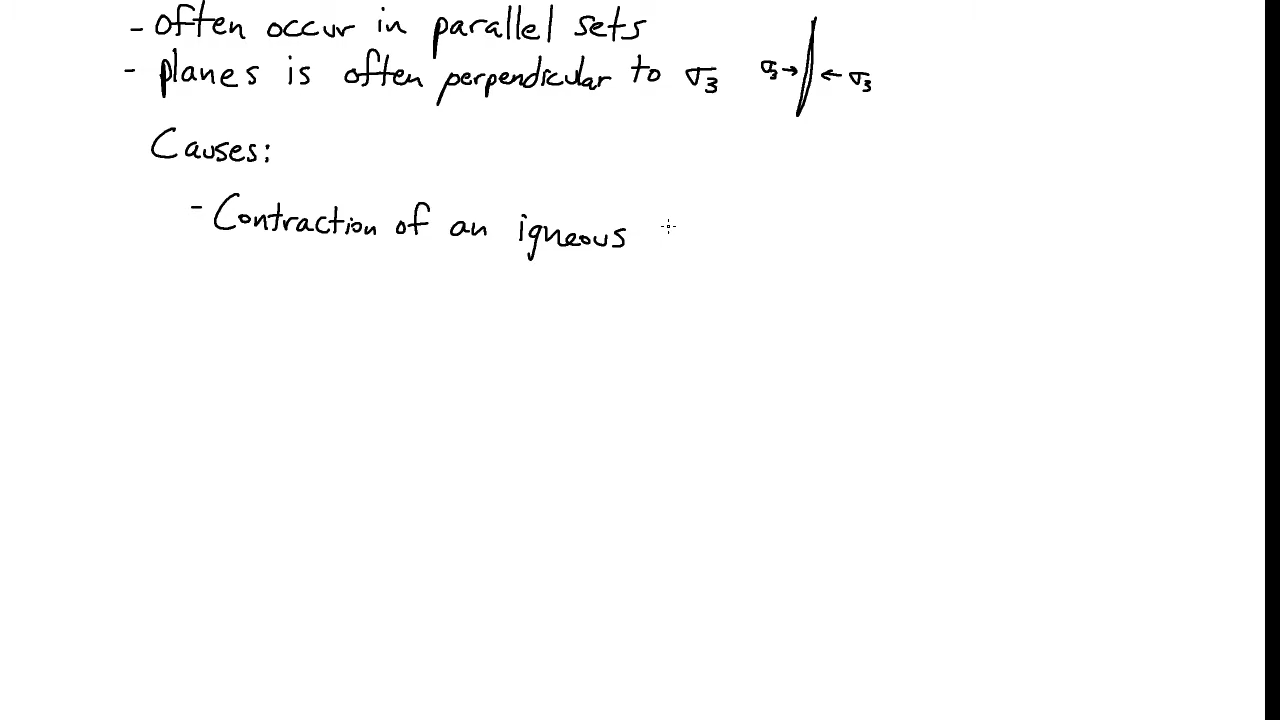 - often occur in parallel sets
- planes is often perpendicular to σ3 σ3→ ←σ3
Causes:
- Contraction of an igneous